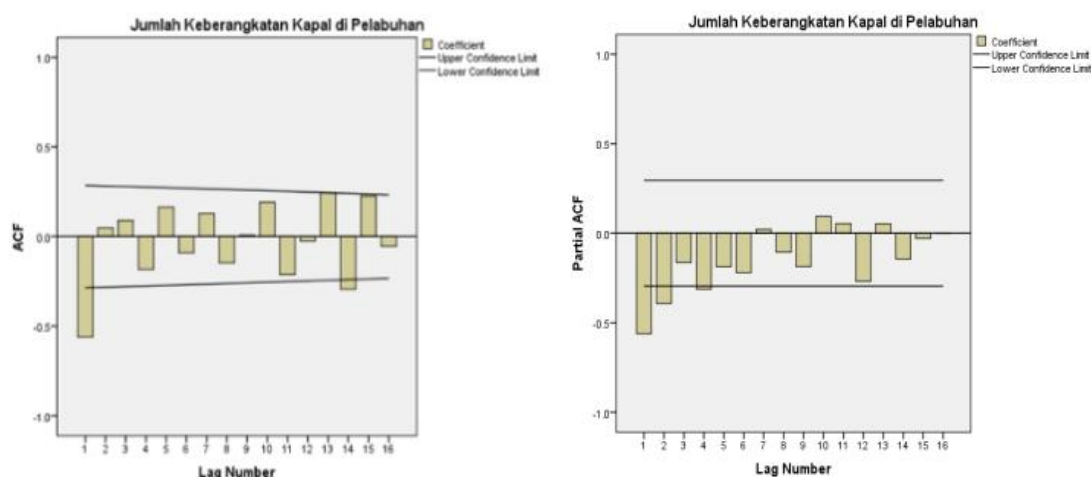 Jumlah Keberangkatan Kapal di Pelabuhan
Coefficient
Upper Confidence Limit
Lower Confidence Limit
1.0
0.5
0.0
-0.5
-1.0
ACF
1 2 3 4 5 6 7 8 9 10 11 12 13 14 15 16
Lag Number
Jumlah Keberangkatan Kapal di Pelabuhan
Coefficient
Upper Confidence Limit
Lower Confidence Limit
1.0
0.5
0.0
-0.5
-1.0
Partial ACF
1 2 3 4 5 6 7 8 9 10 11 12 13 14 15 16
Lag Number